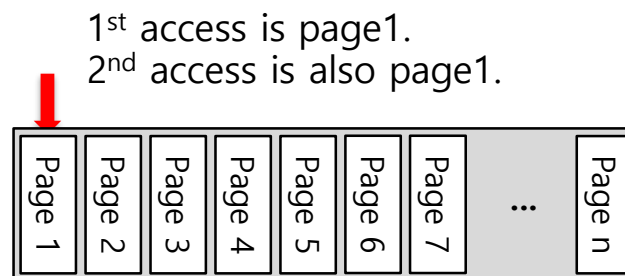 1st access is page1.
2nd access is also page1.
Page 1
Page 2
Page 3
Page 4
Page 5
Page 6
Page 7
...
Page n